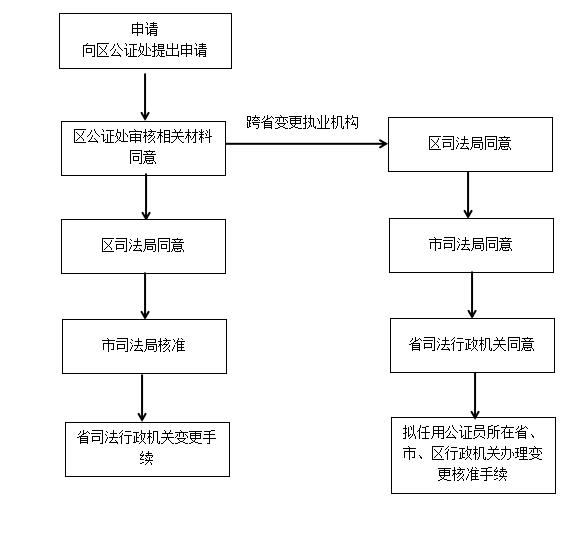 申请
向区公证处提出申请
区公证处审核相关材料
同意
区司法局同意
市司法局核准
省司法行政机关变更手
续
跨省变更执业机构
区司法局同意
市司法局同意
省司法行政机关同意
拟任用公证员所在省、
市、区行政机关办理变
更核准手续